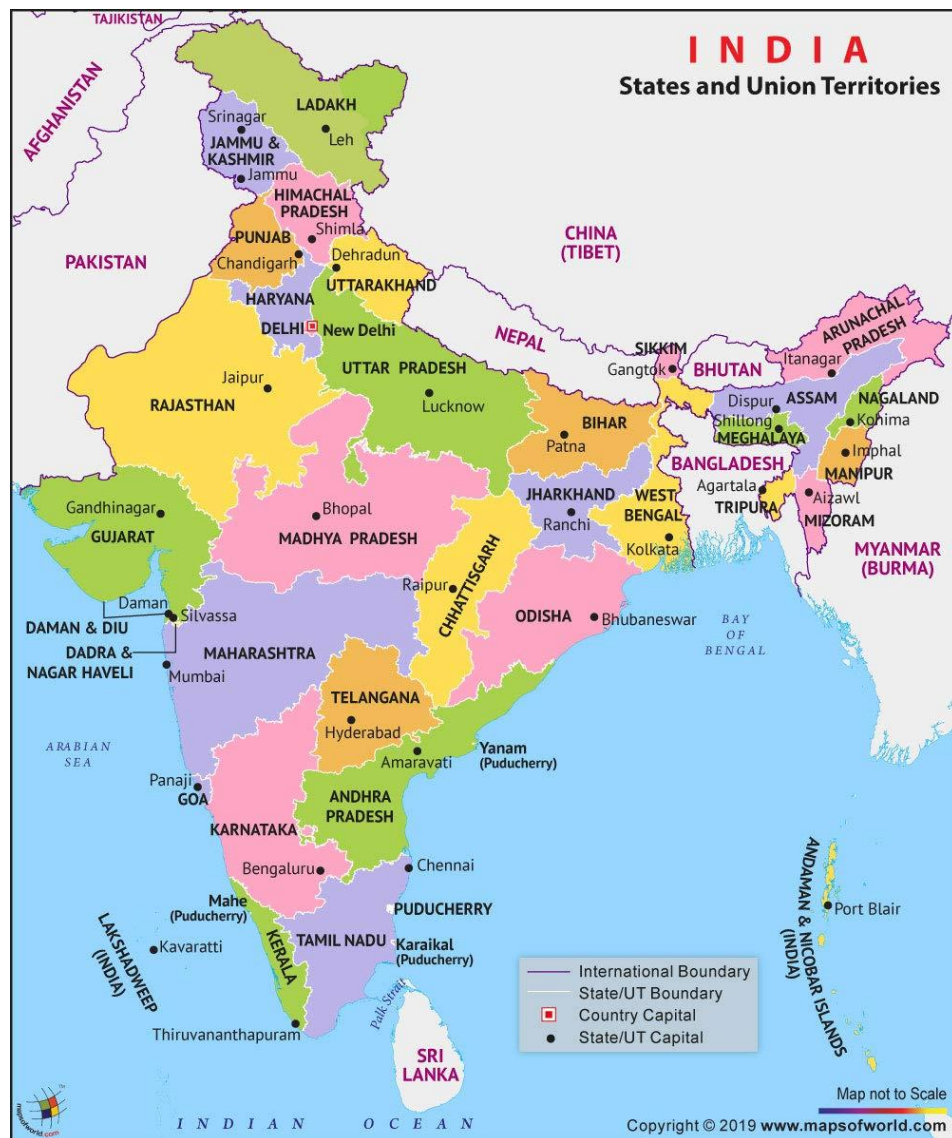 TAJIKISTAN
INDIA
States and Union Territories
AFGHANISTAN
LADAKH
Srinagar
Leh
JAMMU &
KASHMIR
Jammu
HIMACHAL
PRADESH
Shimla
CHINA
(TIBET)
PAKISTAN
PUNJAB
Chandigarh
Dehradun
UTTARAKHAND
HARYANA
DELHI
New Delhi
NEPAL
ARUNACHAL
PRADESH
SIKKIM
Gangtok
BHUTAN
Itanagar
Jaipur
UTTAR PRADESH
Lucknow
RAJASTHAN
Dispur
ASSAM
NAGALAND
BIHAR
Patna
Shillong
MEGHALAYA
Kohima
Imphal
MANIPUR
BANGLADESH
Agartala
TRIPURA
Aizawl
MIZORAM
Gandhinagar
GUJARAT
Bhopal
MADHYA PRADESH
JHARKHAND
Ranchi
WEST
BENGAL
Kolkata
MYANMAR
(BURMA)
CHHATTISGARH
Raipur
ODISHA
Bhubaneswar
BAY
OF
BENGAL
Daman
Silvassa
DAMAN & DIU
DADRA &
NAGAR HAVELI
MAHARASHTRA
Mumbai
TELANGANA
Hyderabad
ARABIAN
SEA
Amaravati
Yanam
(Puducherry)
Panaji
GOA
ANDHRA
PRADESH
KARNATAKA
Bengaluru
Chennai
Mahe
(Puducherry)
PUDUCHERRY
TAMIL NADU
Karaikal
(Puducherry)
KERALA
LAKSHADWEEP
(INDIA)
Kavaratti
ANDAMAN & NICOBAR ISLANDS
(INDIA)
Port Blair
Thiruvananthapuram
Palk Strait
SRI
LANKA
International Boundary
State/UT Boundary
Country Capital
State/UT Capital
INDIAN OCEAN
Map not to Scale
mapsofworld.com
Copyright © 2019 www.mapsofworld.com